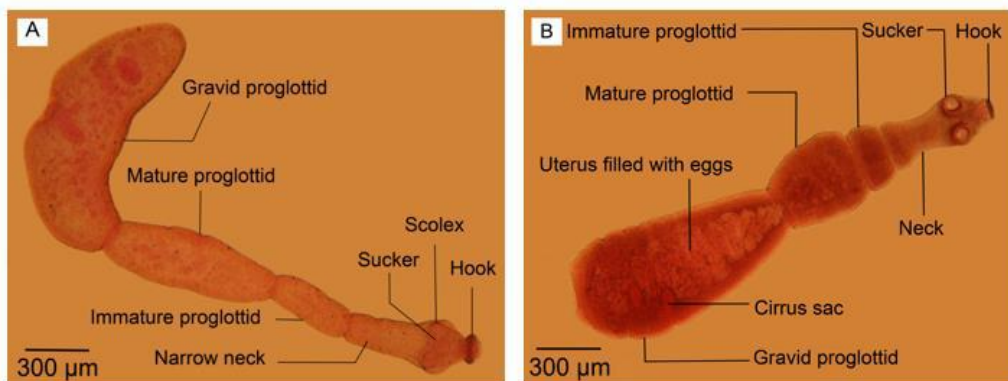 A
Gravid proglottid
Mature proglottid
Scolex
Sucker
Hook
Immature proglottid
Narrow neck
300 µm
B
Immature proglottid
Sucker
Hook
Mature proglottid
Uterus filled with eggs
Neck
Cirrus sac
300 µm
Gravid proglottid